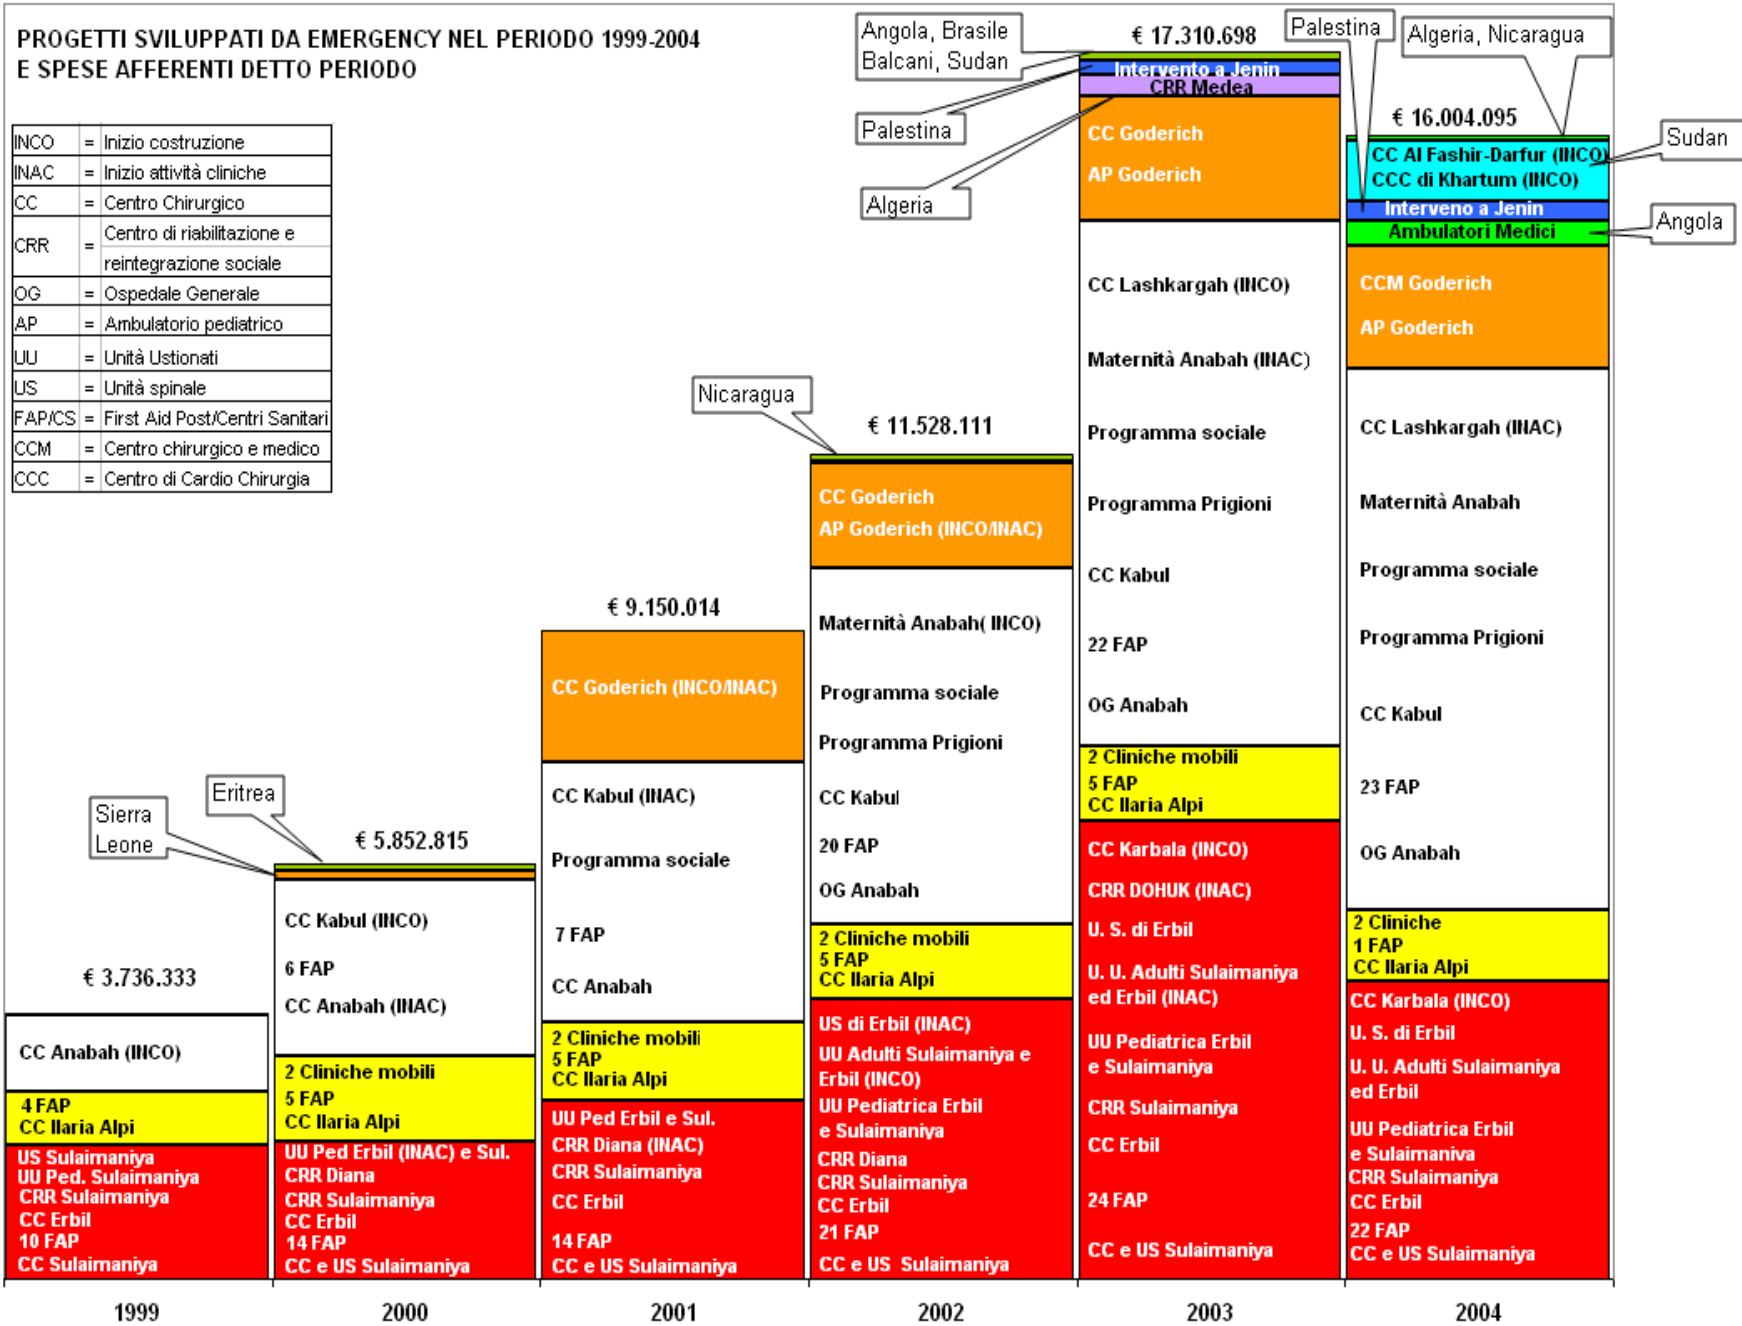 PROGETTI SVILUPPATI DA EMERGENCY NEL PERIODO 1999-2004
E SPESE AFFERENTI DETTO PERIODO
INCO = Inizio costruzione
INAC = Inizio attività cliniche
CC = Centro Chirurgico
CRR = Centro di riabilitazione e
reintegrazione sociale
OG = Ospedale Generale
AP = Ambulatorio pediatrico
UU = Unità Ustionati
US = Unità spinale
FAP/CS = First Aid Post/Centri Sanitari
CCM = Centro chirurgico e medico
CCC = Centro di Cardio Chirurgia
€ 3.736.333
CC Anabah (INCO)
4 FAP
CC Ilaria Alpi
US Sulaimaniya
UU Ped. Sulaimaniya
CRR Sulaimaniya
CC Erbil
10 FAP
CC Sulaimaniya
1999
Sierra
Leone
Eritrea
€ 5.852.815
CC Kabul (INCO)
6 FAP
CC Anabah (INAC)
2 Cliniche mobili
5 FAP
CC Ilaria Alpi
UU Ped Erbil (INAC) e Sul.
CRR Diana
CRR Sulaimaniya
CC Erbil
14 FAP
CC e US Sulaimaniya
2000
€ 9.150.014
CC Goderich (INCO/INAC)
CC Kabul (INAC)
Programma sociale
7 FAP
CC Anabah
2 Cliniche mobili
5 FAP
CC Ilaria Alpi
UU Ped Erbil e Sul.
CRR Diana (INAC)
CRR Sulaimaniya
CC Erbil
14 FAP
CC e US Sulaimaniya
2001
Nicaragua
€ 11.528.111
CC Goderich
AP Goderich (INCO/INAC)
Maternità Anabah( INCO)
Programma sociale
Programma Prigioni
CC Kabul
20 FAP
OG Anabah
2 Cliniche mobili
5 FAP
CC Ilaria Alpi
US di Erbil (INAC)
UU Adulti Sulaimaniya e
Erbil (INCO)
UU Pediatrica Erbil
e Sulaimaniya
CRR Diana
CRR Sulaimaniya
CC Erbil
21 FAP
CC e US Sulaimaniya
2002
Angola, Brasile
Balcani, Sudan
Palestina
Algeria
€ 17.310.698
Intervento a Jenin
CRR Medea
CC Goderich
AP Goderich
CC Lashkargah (INCO)
Maternità Anabah (INAC)
Programma sociale
Programma Prigioni
CC Kabul
22 FAP
OG Anabah
2 Cliniche mobili
5 FAP
CC Ilaria Alpi
CC Karbala (INCO)
CRR DOHUK (INAC)
U. S. di Erbil
U. U. Adulti Sulaimaniya
ed Erbil (INAC)
UU Pediatrica Erbil
e Sulaimaniya
CRR Sulaimaniya
CC Erbil
24 FAP
CC e US Sulaimaniya
2003
Palestina
Algeria, Nicaragua
Sudan
Angola
€ 16.004.095
CC Al Fashir-Darfur (INCO)
CCC di Khartum (INCO)
Interveno a Jenin
Ambulatori Medici
CCM Goderich
AP Goderich
CC Lashkargah (INAC)
Maternità Anabah
Programma sociale
Programma Prigioni
CC Kabul
23 FAP
OG Anabah
2 Cliniche
1 FAP
CC Ilaria Alpi
CC Karbala (INCO)
U. S. di Erbil
U. U. Adulti Sulaimaniya
ed Erbil
UU Pediatrica Erbil
e Sulaimaniva
CRR Sulaimaniya
CC Erbil
22 FAP
CC e US Sulaimaniya
2004